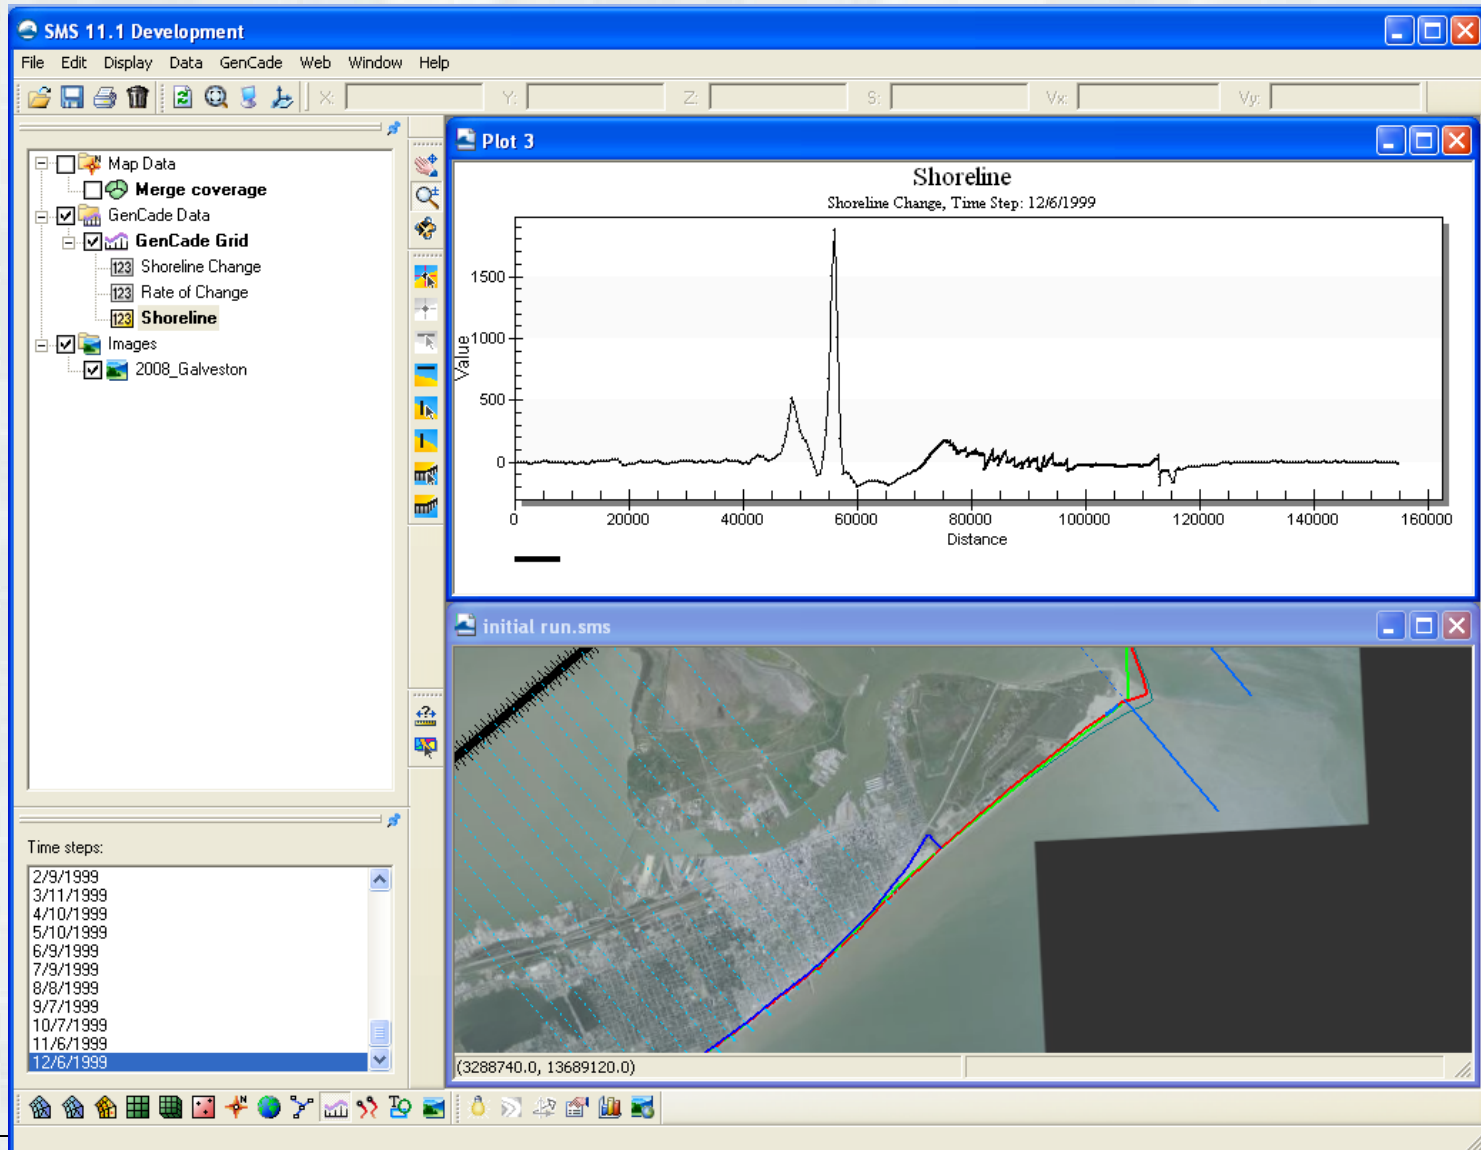 SMS 11.1 Development
File Edit Display Data GenCade Web Window Help
X: Y: Z: S: Vx: Vy:
Map Data
Merge coverage
GenCade Data
GenCade Grid
123 Shoreline Change
123 Rate of Change
123 Shoreline
Images
2008_Galveston
Time steps:
2/9/1999
3/11/1999
4/10/1999
5/10/1999
6/9/1999
7/9/1999
8/8/1999
9/7/1999
10/7/1999
11/6/1999
12/6/1999
Plot 3
Shoreline
Shoreline Change, Time Step: 12/6/1999
Value
1500
1000
500
0
0 20000 40000 60000 80000 100000 120000 140000 160000
Distance
initial run.sms
(3288740.0, 13689120.0)